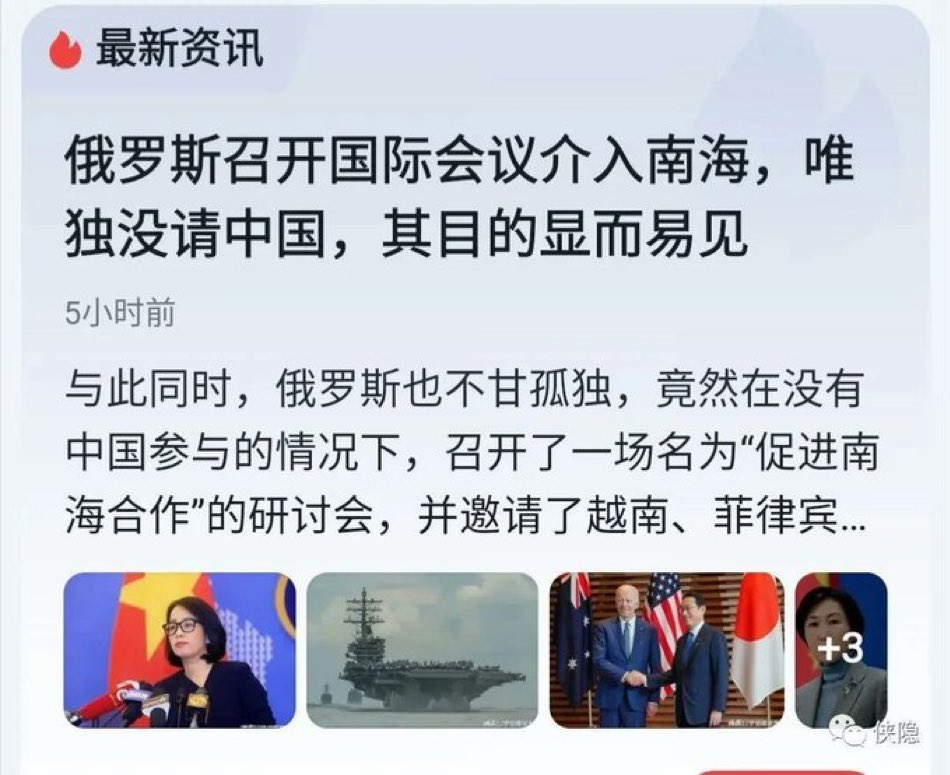 最新资讯
俄罗斯召开国际会议介入南海，唯
独没请中国，其目的显而易见
5小时前
与此同时，俄罗斯也不甘孤独，竟然在没有
中国参与的情况下，召开了一场名为“促进南
海合作”的研讨会，并邀请了越南、菲律宾...
+3
侠隐